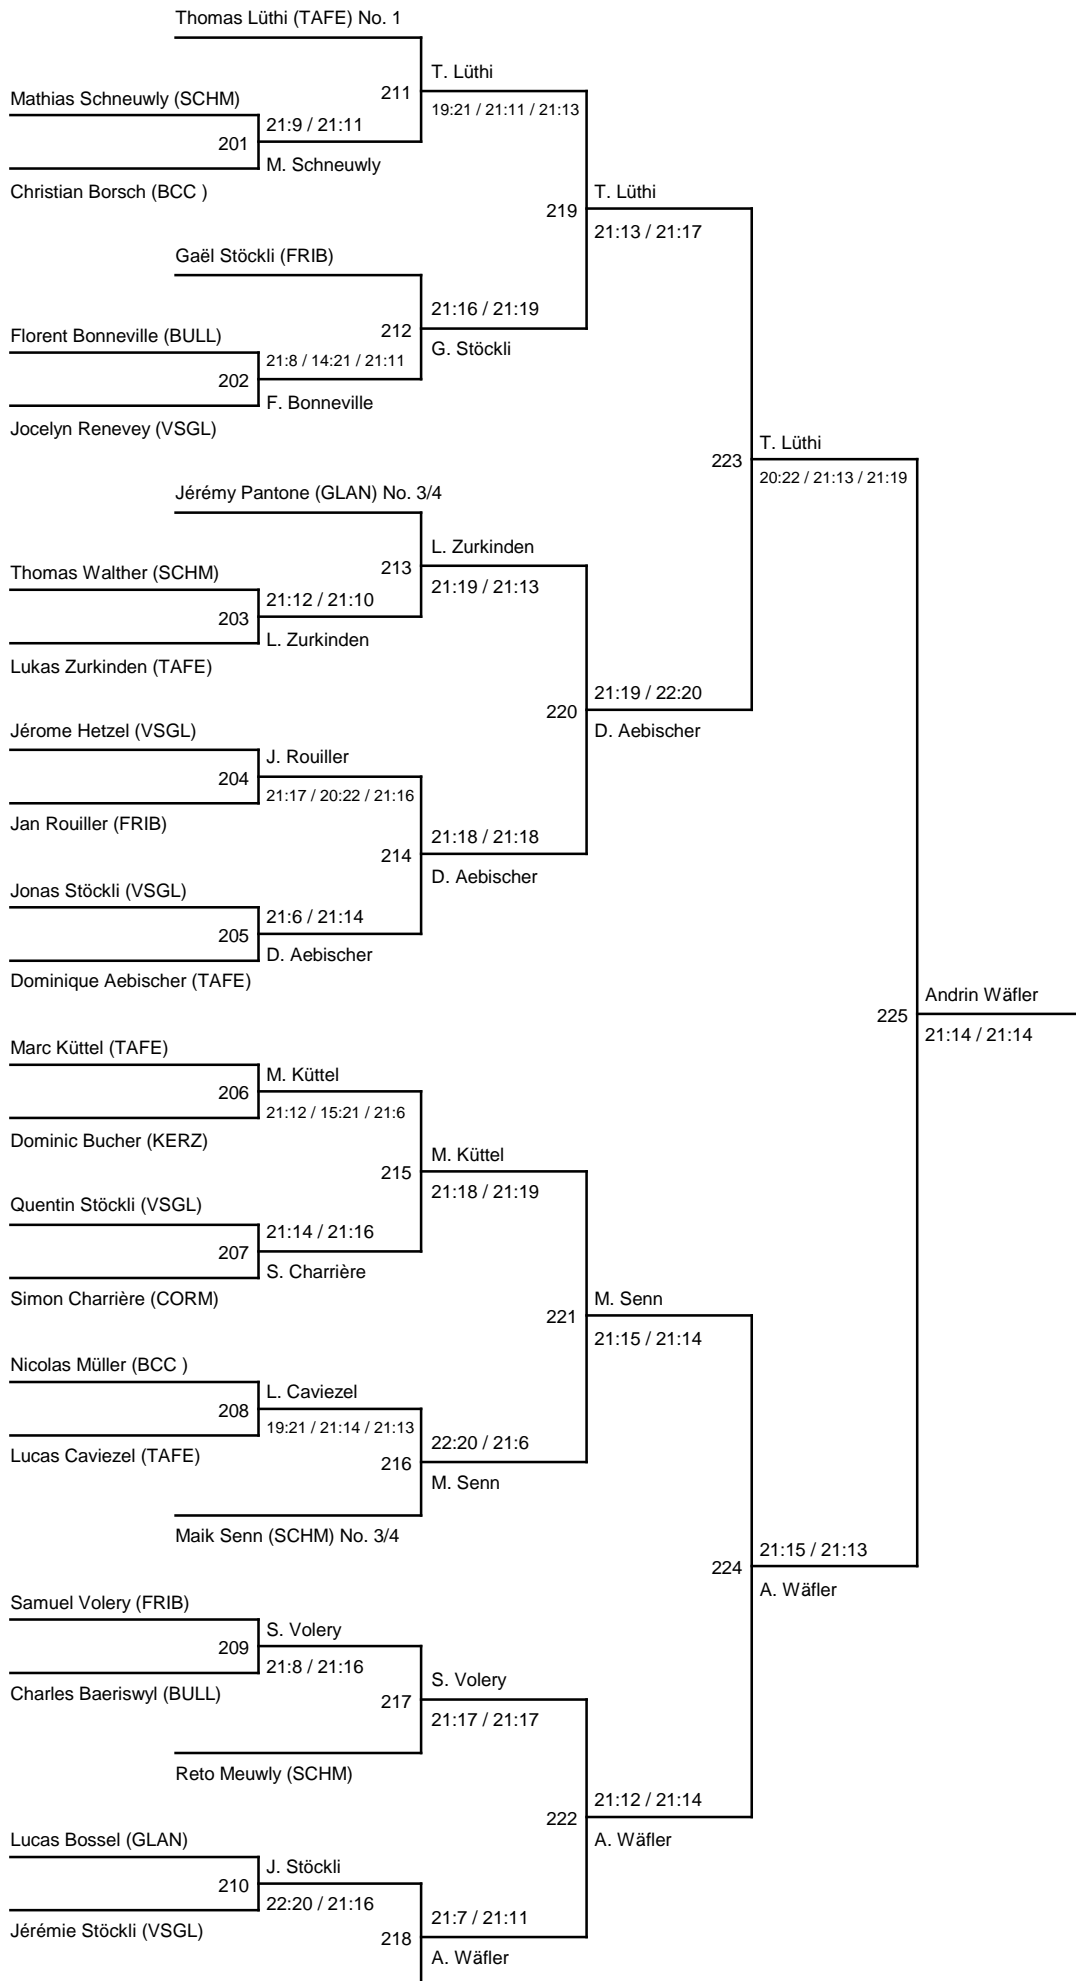 Thomas Lüthi (TAFE) No. 1
T. Lüthi
211
Mathias Schneuwly (SCHM)
19:21 / 21:11 / 21:13
21:9 / 21:11
201
M. Schneuwly
Christian Borsch (BCC )
T. Lüthi
219
21:13 / 21:17
Gaël Stöckli (FRIB)
21:16 / 21:19
212
Florent Bonneville (BULL)
G. Stöckli
21:8 / 14:21 / 21:11
202
F. Bonneville
Jocelyn Renevey (VSGL)
T. Lüthi
223
20:22 / 21:13 / 21:19
Jérémy Pantone (GLAN) No. 3/4
L. Zurkinden
213
Thomas Walther (SCHM)
21:19 / 21:13
21:12 / 21:10
203
L. Zurkinden
Lukas Zurkinden (TAFE)
21:19 / 22:20
220
D. Aebischer
Jérome Hetzel (VSGL)
J. Rouiller
204
21:17 / 20:22 / 21:16
Jan Rouiller (FRIB)
21:18 / 21:18
214
D. Aebischer
Jonas Stöckli (VSGL)
21:6 / 21:14
205
D. Aebischer
Dominique Aebischer (TAFE)
Andrin Wäfler
225
21:14 / 21:14
Marc Küttel (TAFE)
M. Küttel
206
21:12 / 15:21 / 21:6
Dominic Bucher (KERZ)
M. Küttel
215
21:18 / 21:19
Quentin Stöckli (VSGL)
21:14 / 21:16
207
S. Charrière
Simon Charrière (CORM)
M. Senn
221
21:15 / 21:14
Nicolas Müller (BCC )
L. Caviezel
208
19:21 / 21:14 / 21:13
Lucas Caviezel (TAFE)
22:20 / 21:6
216
M. Senn
Maik Senn (SCHM) No. 3/4
21:15 / 21:13
224
A. Wäfler
Samuel Volery (FRIB)
S. Volery
209
21:8 / 21:16
Charles Baeriswyl (BULL)
S. Volery
217
21:17 / 21:17
Reto Meuwly (SCHM)
21:12 / 21:14
222
A. Wäfler
Lucas Bossel (GLAN)
J. Stöckli
210
22:20 / 21:16
Jérémie Stöckli (VSGL)
21:7 / 21:11
218
A. Wäfler